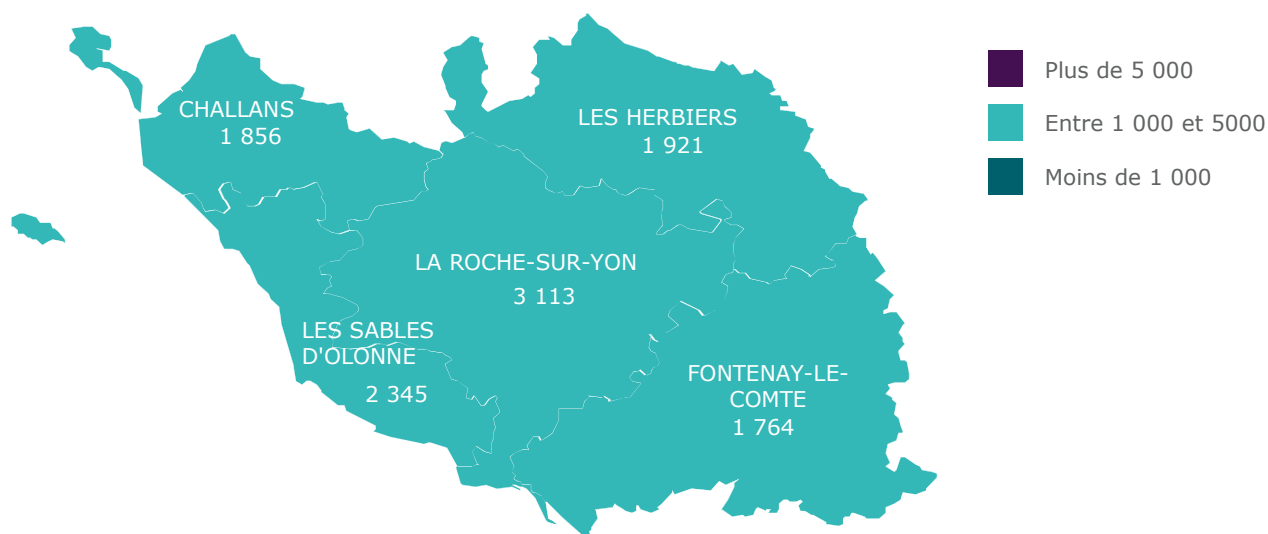 CHALLANS
1 856
LES HERBIERS
1 921
LA ROCHE-SUR-YON
3 113
LES SABLES
D'OLONNE
2 345
FONTENAY-LE-
COMTE
1 764
Plus de 5 000
Entre 1 000 et 5000
Moins de 1 000